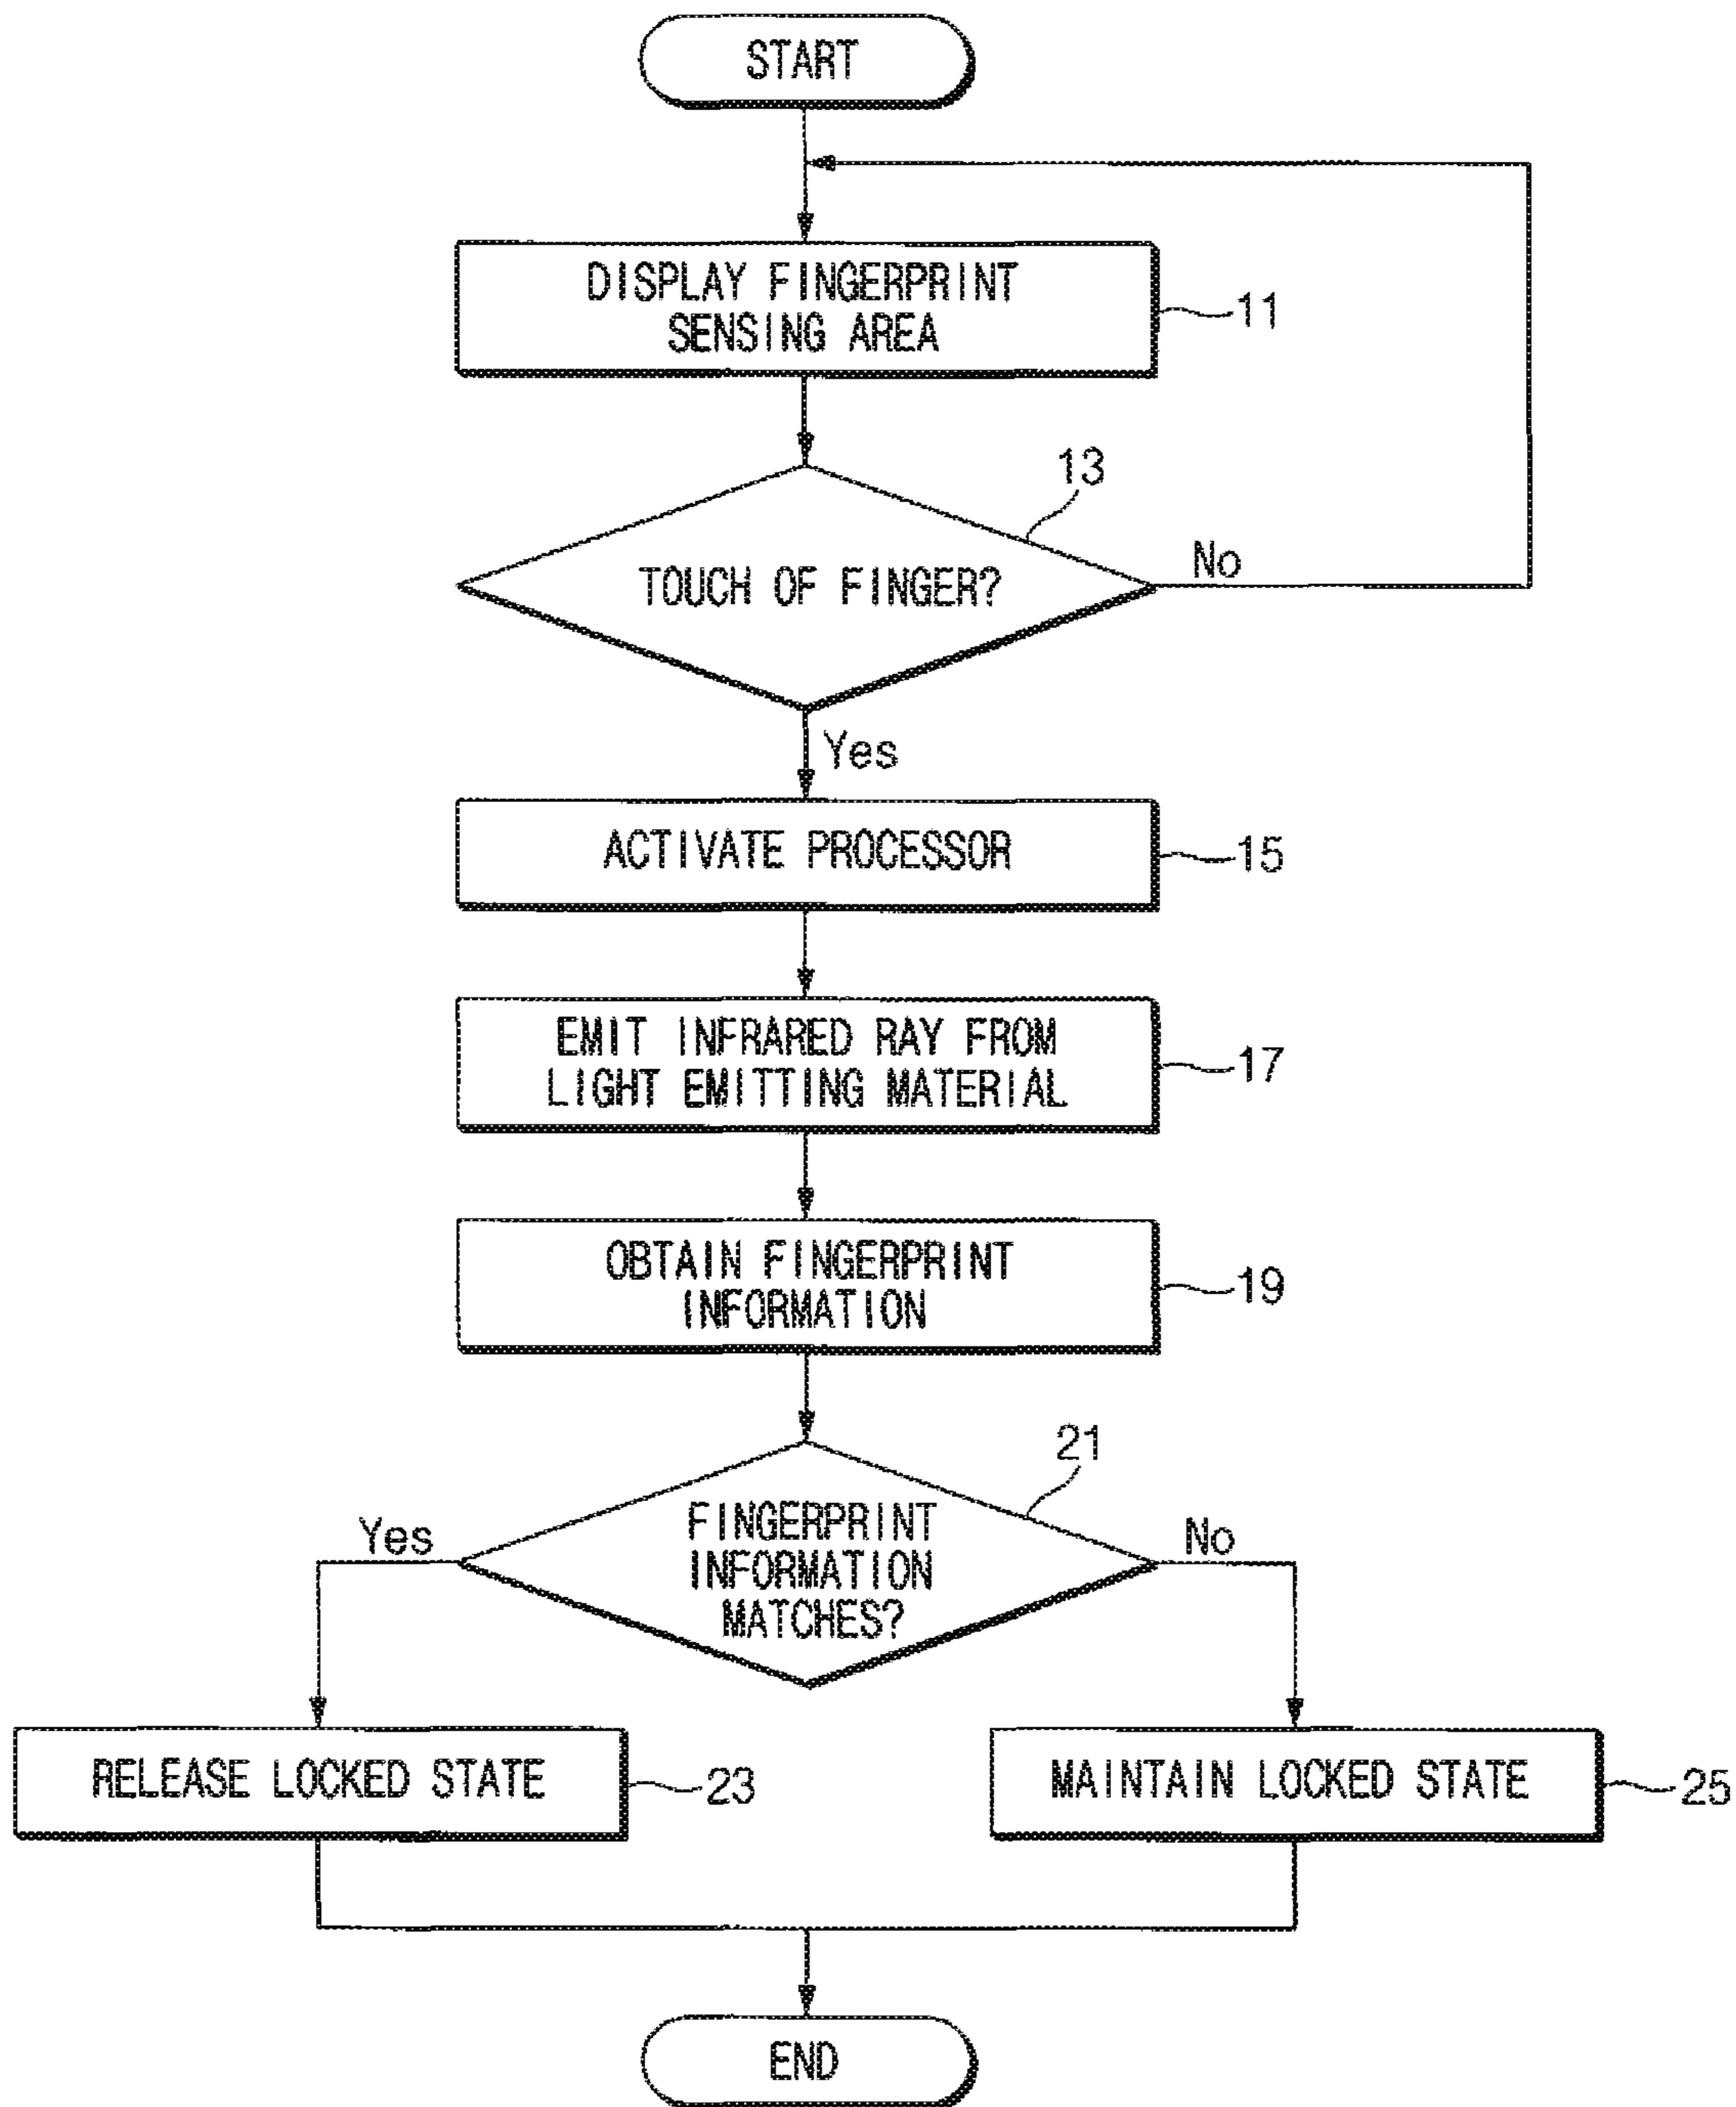 START
DISPLAY FINGERPRINT
SENSING AREA
11
13
TOUCH OF FINGER?
No
Yes
ACTIVATE PROCESSOR
15
EMIT INFRARED RAY FROM
LIGHT EMITTING MATERIAL
17
OBTAIN FINGERPRINT
INFORMATION
19
21
Yes
FINGERPRINT
INFORMATION
MATCHES?
No
RELEASE LOCKED STATE
23
MAINTAIN LOCKED STATE
25
END